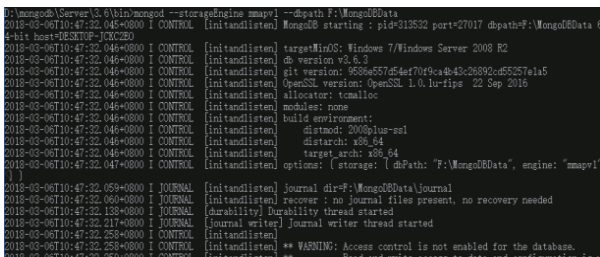 D:\mongodb\Server\3.6\bin>mongod --storageEngine mmapv1 --dbpath F:\MongoDBData
2018-03-06T10:47:32.045+0800 I CONTROL  [initandlisten] MongoDB starting : pid=313532 port=27017 dbpath=F:\MongoDBData 6
4-bit host=DESKTOP-JCKC2BO
2018-03-06T10:47:32.046+0800 I CONTROL  [initandlisten] targetMinOS: Windows 7/Windows Server 2008 R2
2018-03-06T10:47:32.046+0800 I CONTROL  [initandlisten] db version v3.6.3
2018-03-06T10:47:32.046+0800 I CONTROL  [initandlisten] git version: 9586e557d54ef70f9ca4b43c26892cd55257e1a5
2018-03-06T10:47:32.046+0800 I CONTROL  [initandlisten] OpenSSL version: OpenSSL 1.0.1u-fips  22 Sep 2016
2018-03-06T10:47:32.046+0800 I CONTROL  [initandlisten] allocator: tcmalloc
2018-03-06T10:47:32.046+0800 I CONTROL  [initandlisten] modules: none
2018-03-06T10:47:32.046+0800 I CONTROL  [initandlisten] build environment:
2018-03-06T10:47:32.046+0800 I CONTROL  [initandlisten]     distmod: 2008plus-ssl
2018-03-06T10:47:32.046+0800 I CONTROL  [initandlisten]     distarch: x86_64
2018-03-06T10:47:32.046+0800 I CONTROL  [initandlisten]     target_arch: x86_64
2018-03-06T10:47:32.047+0800 I CONTROL  [initandlisten] options: { storage: { dbPath: "F:\MongoDBData", engine: "mmapv1"
} }
2018-03-06T10:47:32.059+0800 I JOURNAL  [initandlisten] journal dir=F:\MongoDBData\journal
2018-03-06T10:47:32.060+0800 I JOURNAL  [initandlisten] recover : no journal files present, no recovery needed
2018-03-06T10:47:32.138+0800 I JOURNAL  [durability] Durability thread started
2018-03-06T10:47:32.217+0800 I JOURNAL  [journal writer] Journal writer thread started
2018-03-06T10:47:32.258+0800 I CONTROL  [initandlisten]
2018-03-06T10:47:32.258+0800 I CONTROL  [initandlisten] ** WARNING: Access control is not enabled for the database.